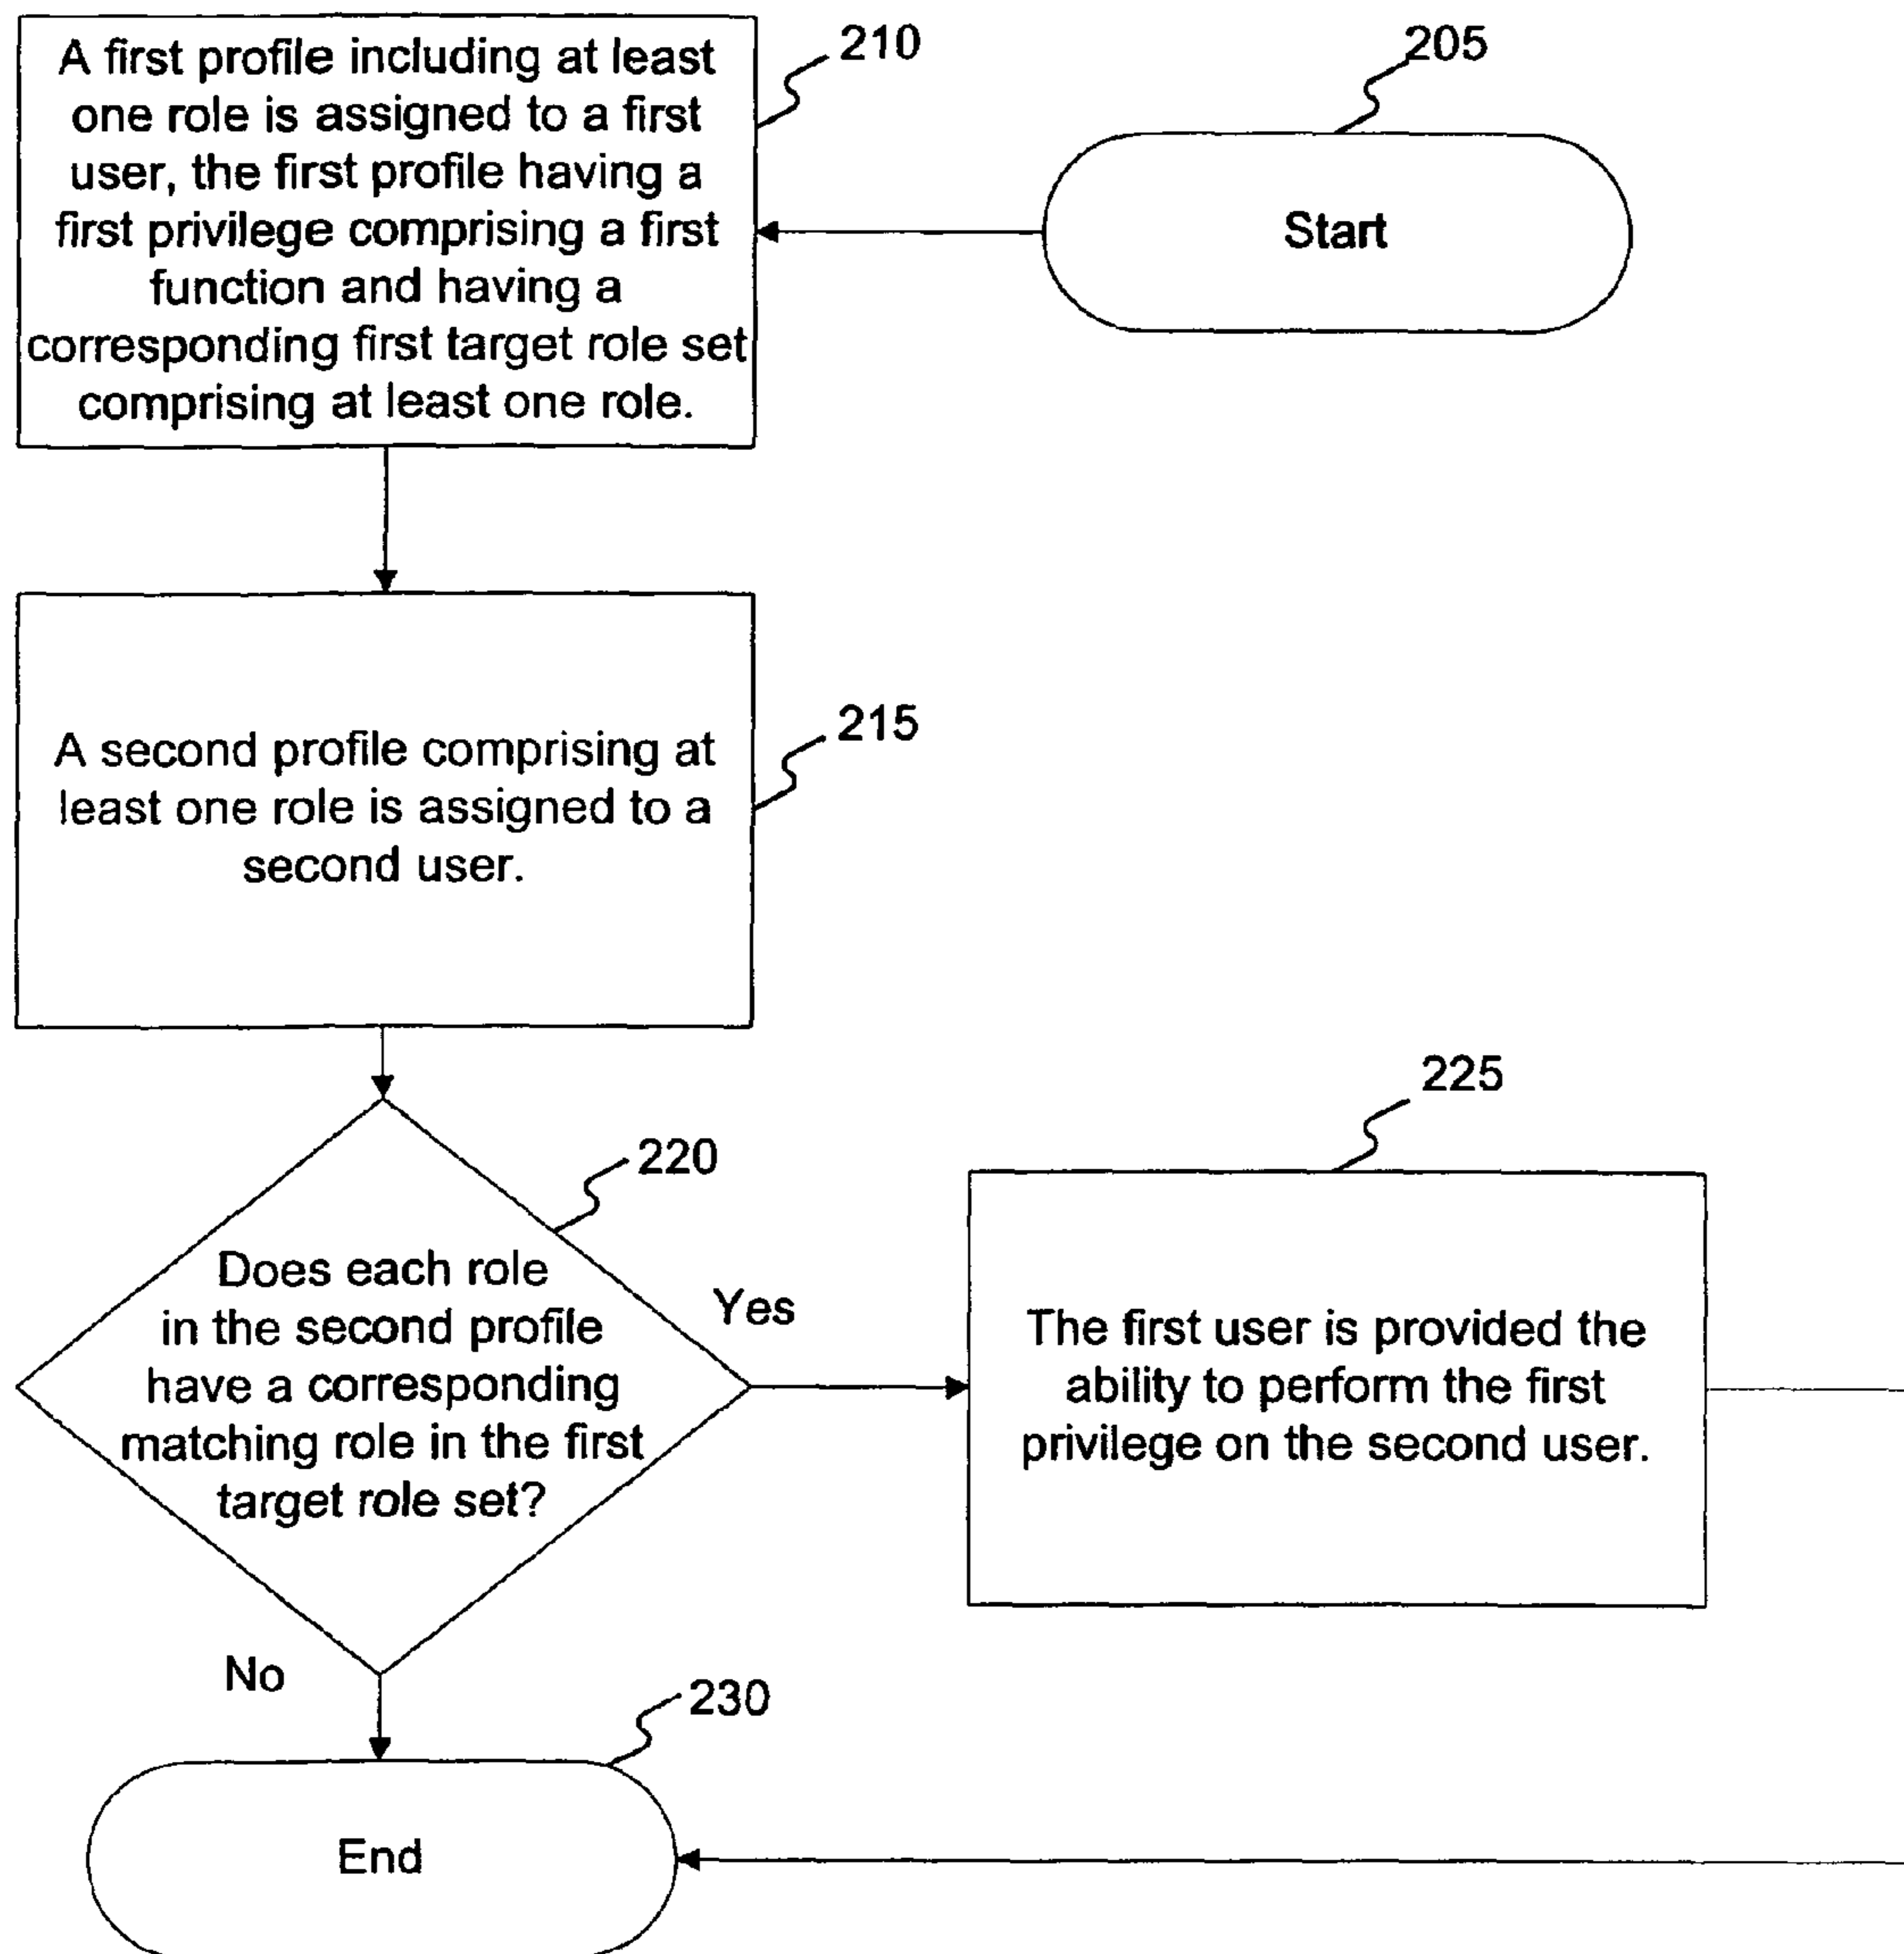 205
Start
210
A first profile including at least
one role is assigned to a first
user, the first profile having a
first privilege comprising a first
function and having a
corresponding first target role set
comprising at least one role.
215
A second profile comprising at
least one role is assigned to a
second user.
220
Does each role
in the second profile
have a corresponding
matching role in the first
target role set?
Yes
225
The first user is provided the
ability to perform the first
privilege on the second user.
No
230
End